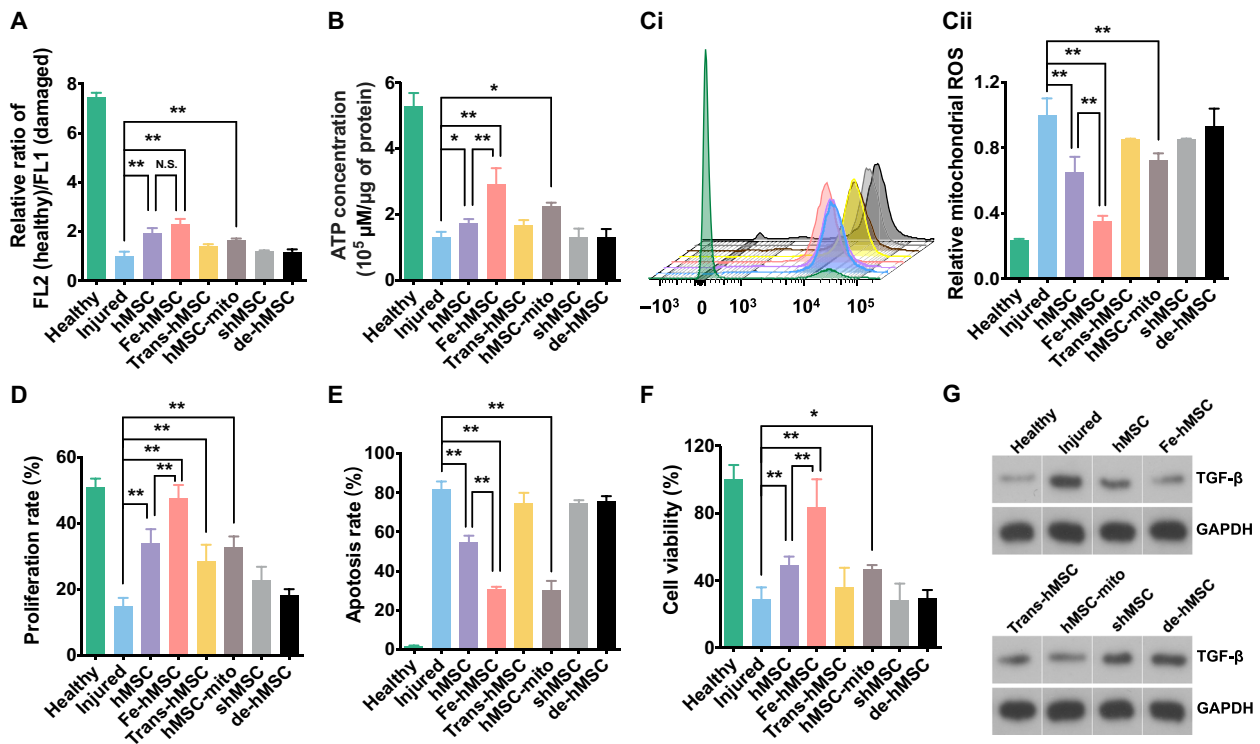 A
Relative ratio of
FL2 (healthy)/FL1 (damaged)
8
6
4
2
0
**
**
**
N.S.
Healthy
Injured
hMSC
Fe-hMSC
Trans-hMSC
hMSC-mito
shMSC
de-hMSC
B
ATP concentration
(10⁵ μM/μg of protein)
6
5
4
3
2
1
0
*
**
*
**
Healthy
Injured
hMSC
Fe-hMSC
Trans-hMSC
hMSC-mito
shMSC
de-hMSC
Ci
−10³
0
10³
10⁴
10⁵
Cii
Relative mitochondrial ROS
1.2
0.8
0.4
0.0
**
**
**
**
Healthy
Injured
hMSC
Fe-hMSC
Trans-hMSC
hMSC-mito
shMSC
de-hMSC
D
Proliferation rate (%)
60
40
20
0
**
**
**
**
**
Healthy
Injured
hMSC
Fe-hMSC
Trans-hMSC
hMSC-mito
shMSC
de-hMSC
E
Apotosis rate (%)
100
80
60
40
20
0
**
**
**
**
Healthy
Injured
hMSC
Fe-hMSC
Trans-hMSC
hMSC-mito
shMSC
de-hMSC
F
Cell viability (%)
120
80
40
0
*
**
**
**
Healthy
Injured
hMSC
Fe-hMSC
Trans-hMSC
hMSC-mito
shMSC
de-hMSC
G
Healthy
Injured
hMSC
Fe-hMSC
TGF-β
GAPDH
Trans-hMSC
hMSC-mito
shMSC
de-hMSC
TGF-β
GAPDH